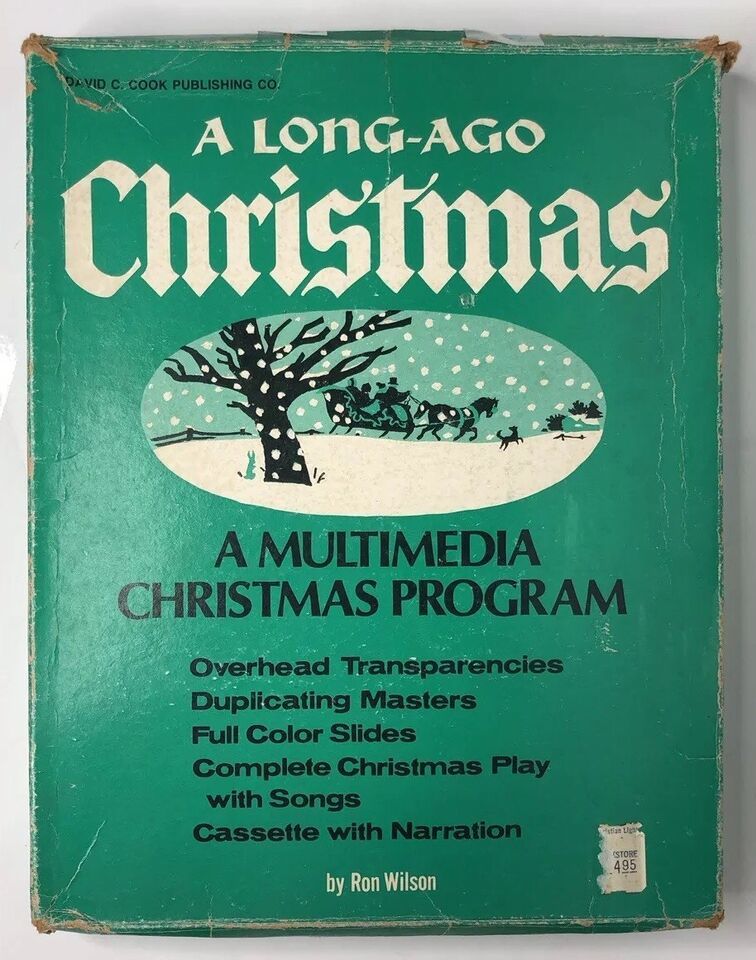 DAVID C. COOK PUBLISHING CO.
A LONG-AGO
Christmas
A MULTIMEDIA
CHRISTMAS PROGRAM
Overhead Transparencies
Duplicating Masters
Full Color Slides
Complete Christmas Play
with Songs
Cassette with Narration
STORE
495
by Ron Wilson